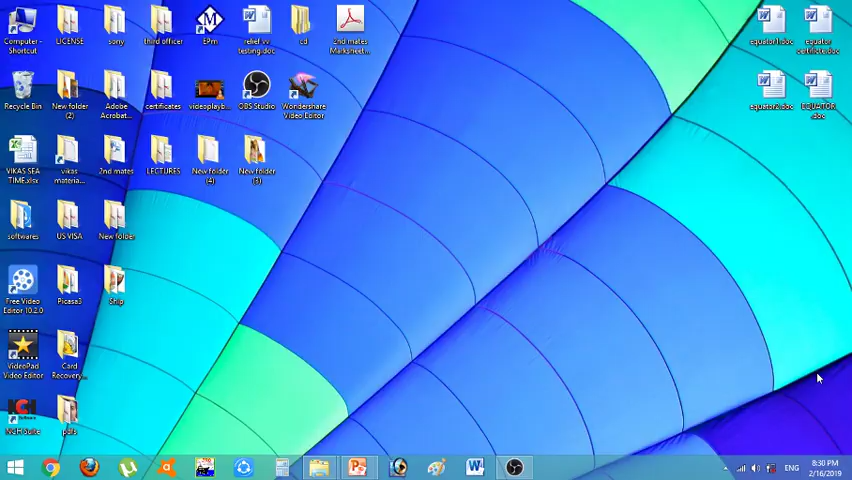 Computer -
Shortcut
LICENSE
sony
third officer
EPm
relief vv
testing.doc
cd
2nd mates
Marksheet...
equator1.doc
equator
certificate.doc
Recycle Bin
New folder
(2)
Adobe
Acrobat...
certificates
videoplayb...
OBS Studio
Wondershare
Video Editor
equator2.doc
EQUATOR
.doc
VIKAS SEA
TIME.xlsx
vikas
materia...
2nd mates
LECTURES
New folder
(4)
New folder
(3)
softwares
US VISA
New folder
Free Video
Editor 10.2.0
Picasa3
Ship
VideoPad
Video Editor
Card
Recovery...
NCH Suite
pdfs
ENG
8:30 PM
2/16/2019